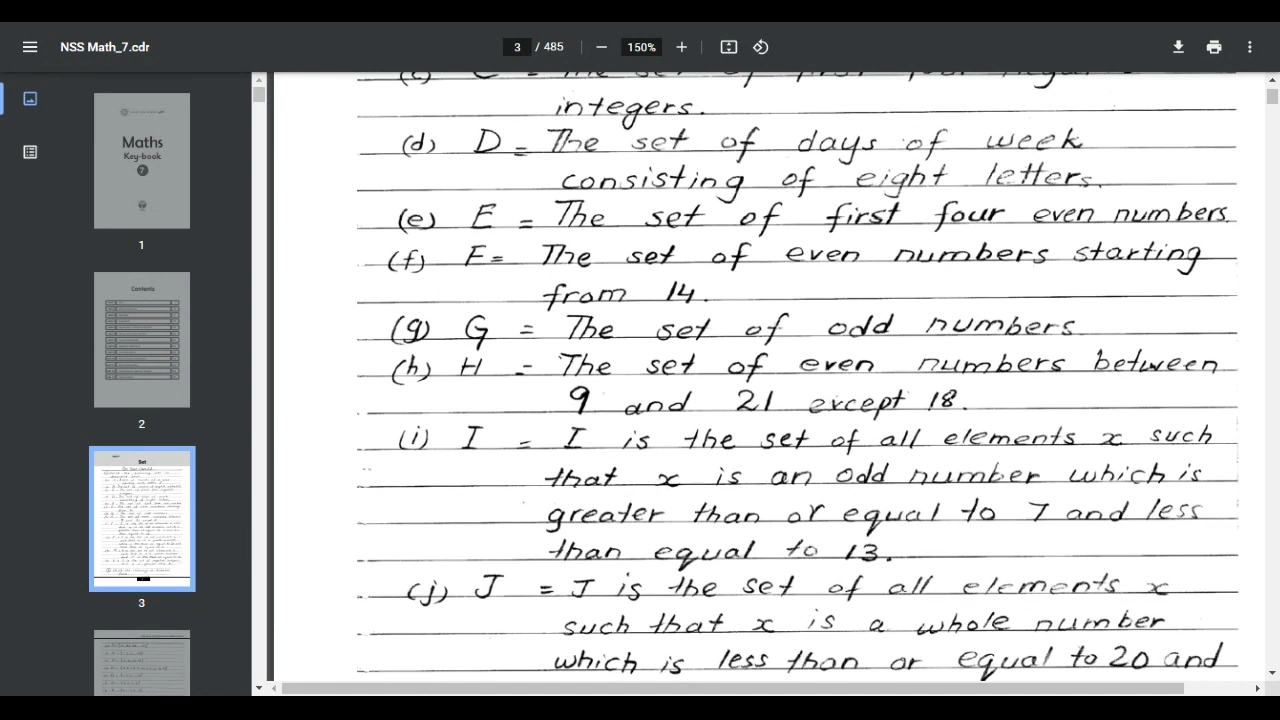 NSS Math_7.cdr
3 / 485
150%
Maths
Key-book
7
1
Contents
2
Set
3
integers.
(d) D = The set of days of week
consisting of eight letters.
(e) E = The set of first four even numbers.
(f) F = The set of even numbers starting
from 14.
(g) G = The set of odd numbers.
(h) H = The set of even numbers between
9 and 21 except 18.
(i) I = I is the set of all elements x such
that x is an odd number which is
greater than or equal to 7 and less
than equal to 13.
(j) J = J is the set of all elements x
such that x is a whole number
which is less than or equal to 20 and